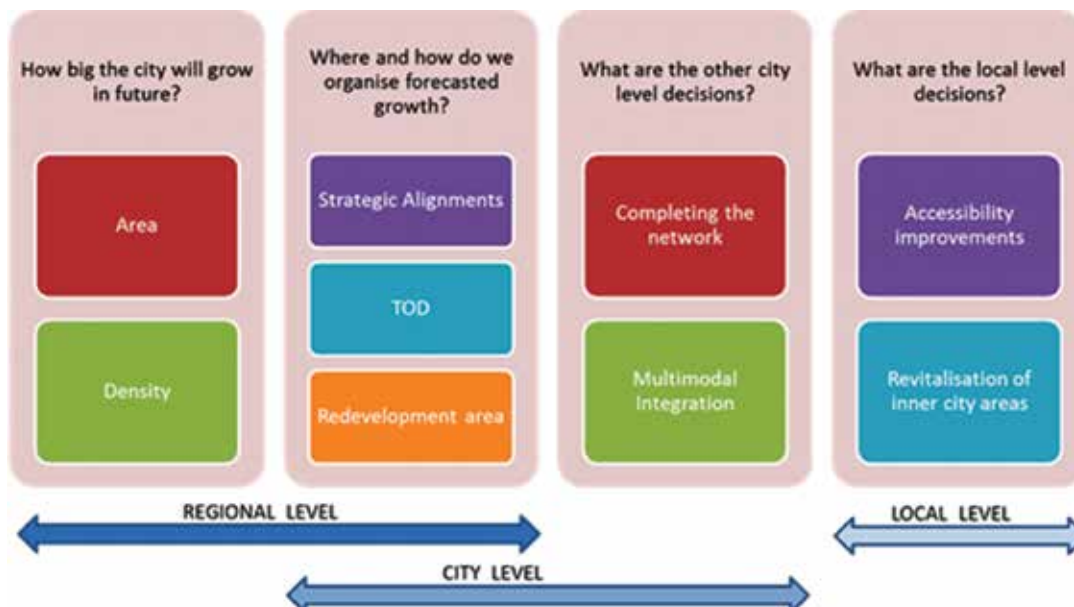 How big the city will grow
in future?
Area
Density
Where and how do we
organise forecasted
growth?
Strategic Alignments
TOD
Redevelopment area
What are the other city
level decisions?
Completing the
network
Multimodal
Integration
What are the local level
decisions?
Accessibility
improvements
Revitalisation of
inner city areas
REGIONAL LEVEL
LOCAL LEVEL
CITY LEVEL